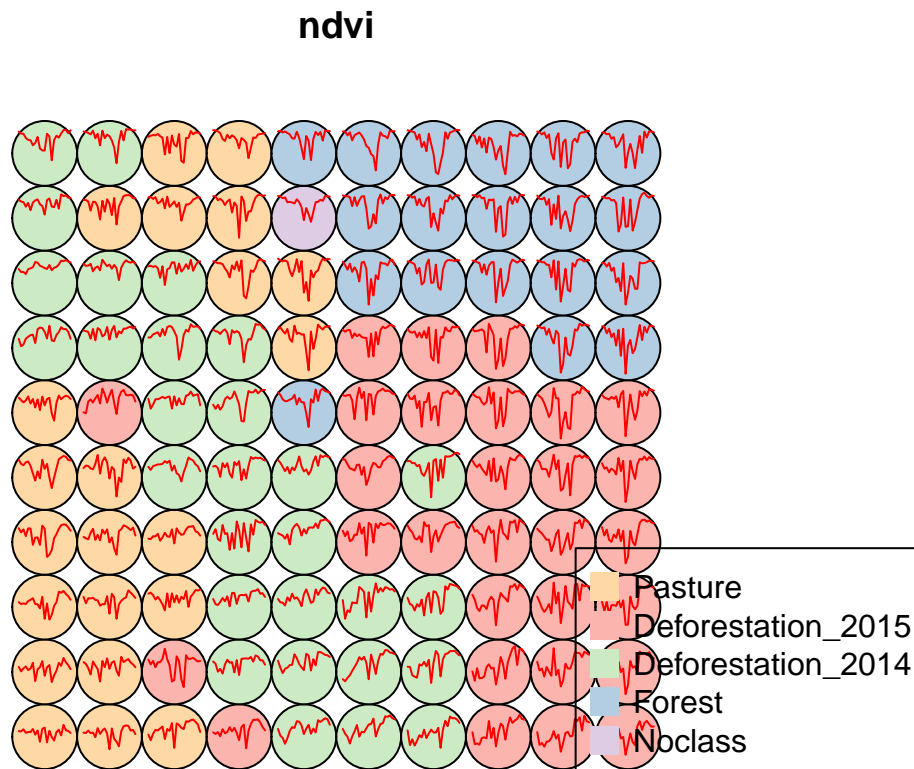 ndvi
Pasture
Deforestation_2015
Deforestation_2014
Forest
Noclass